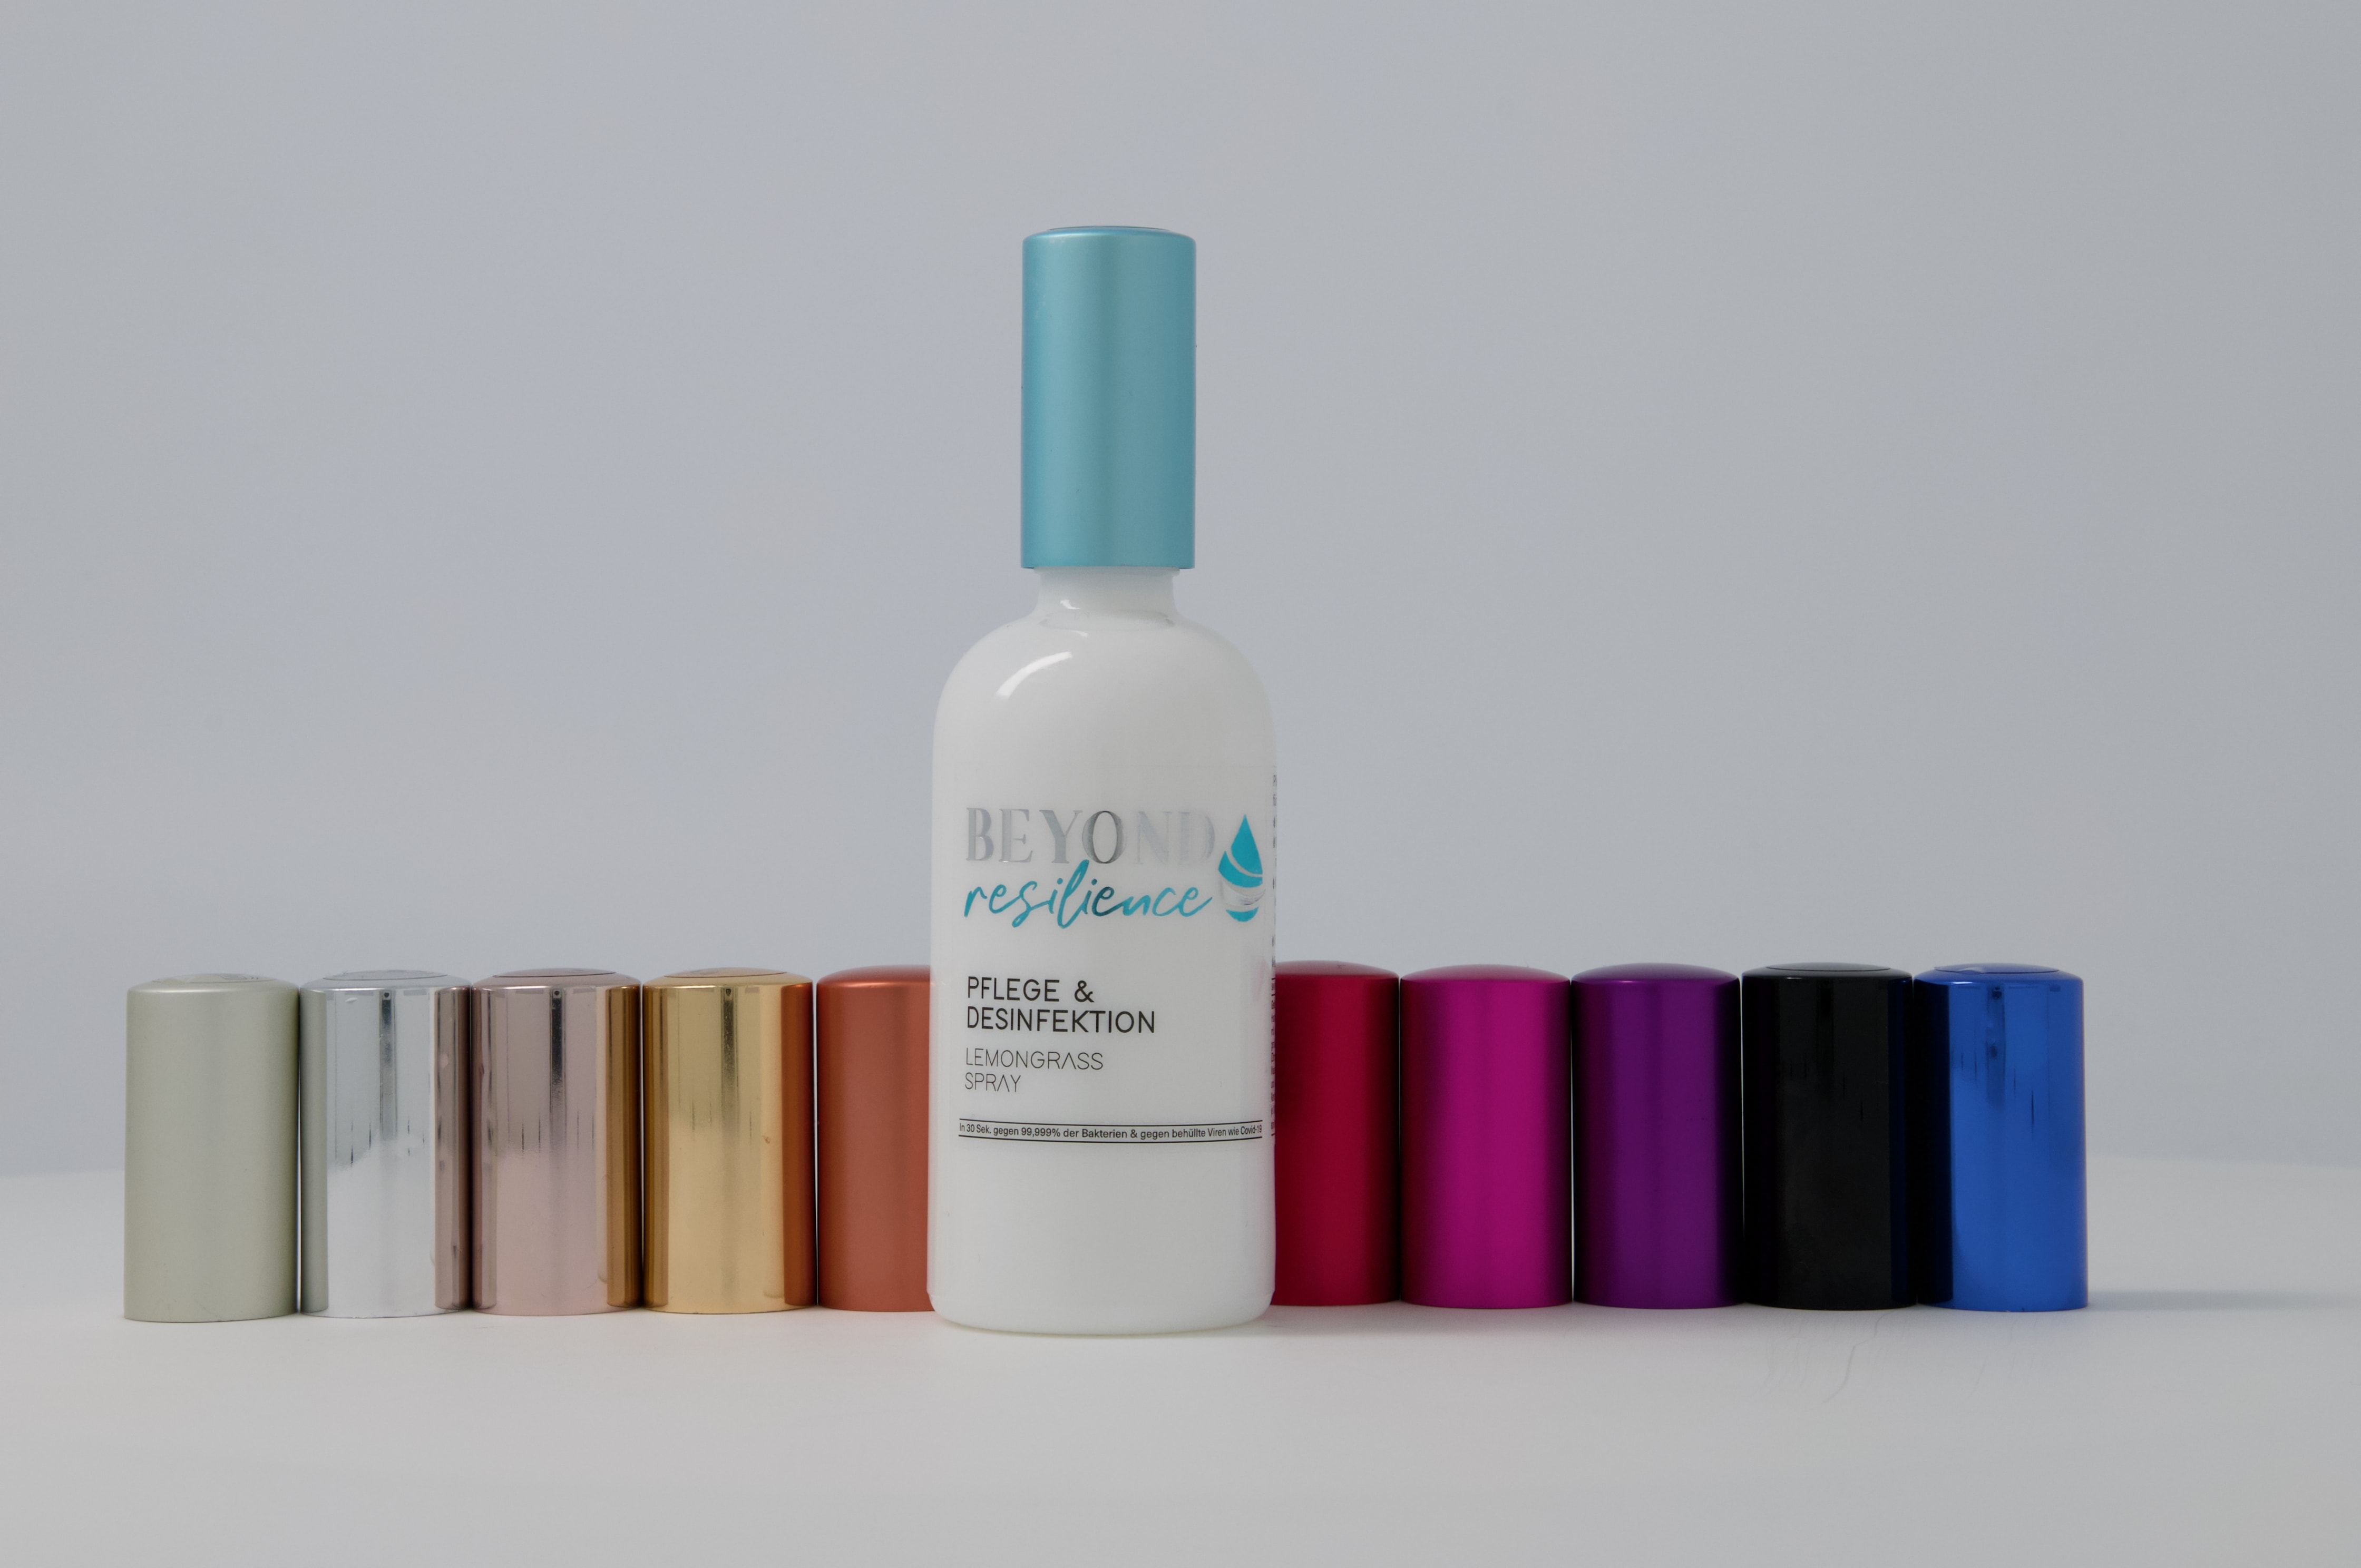 BEYOND
resilience
PFLEGE &
DESINFEKTION
LEMONGRASS
SPRAY
In 30 Sek. gegen 99,999% der Bakterien & gegen behüllte Viren wie Covid-19